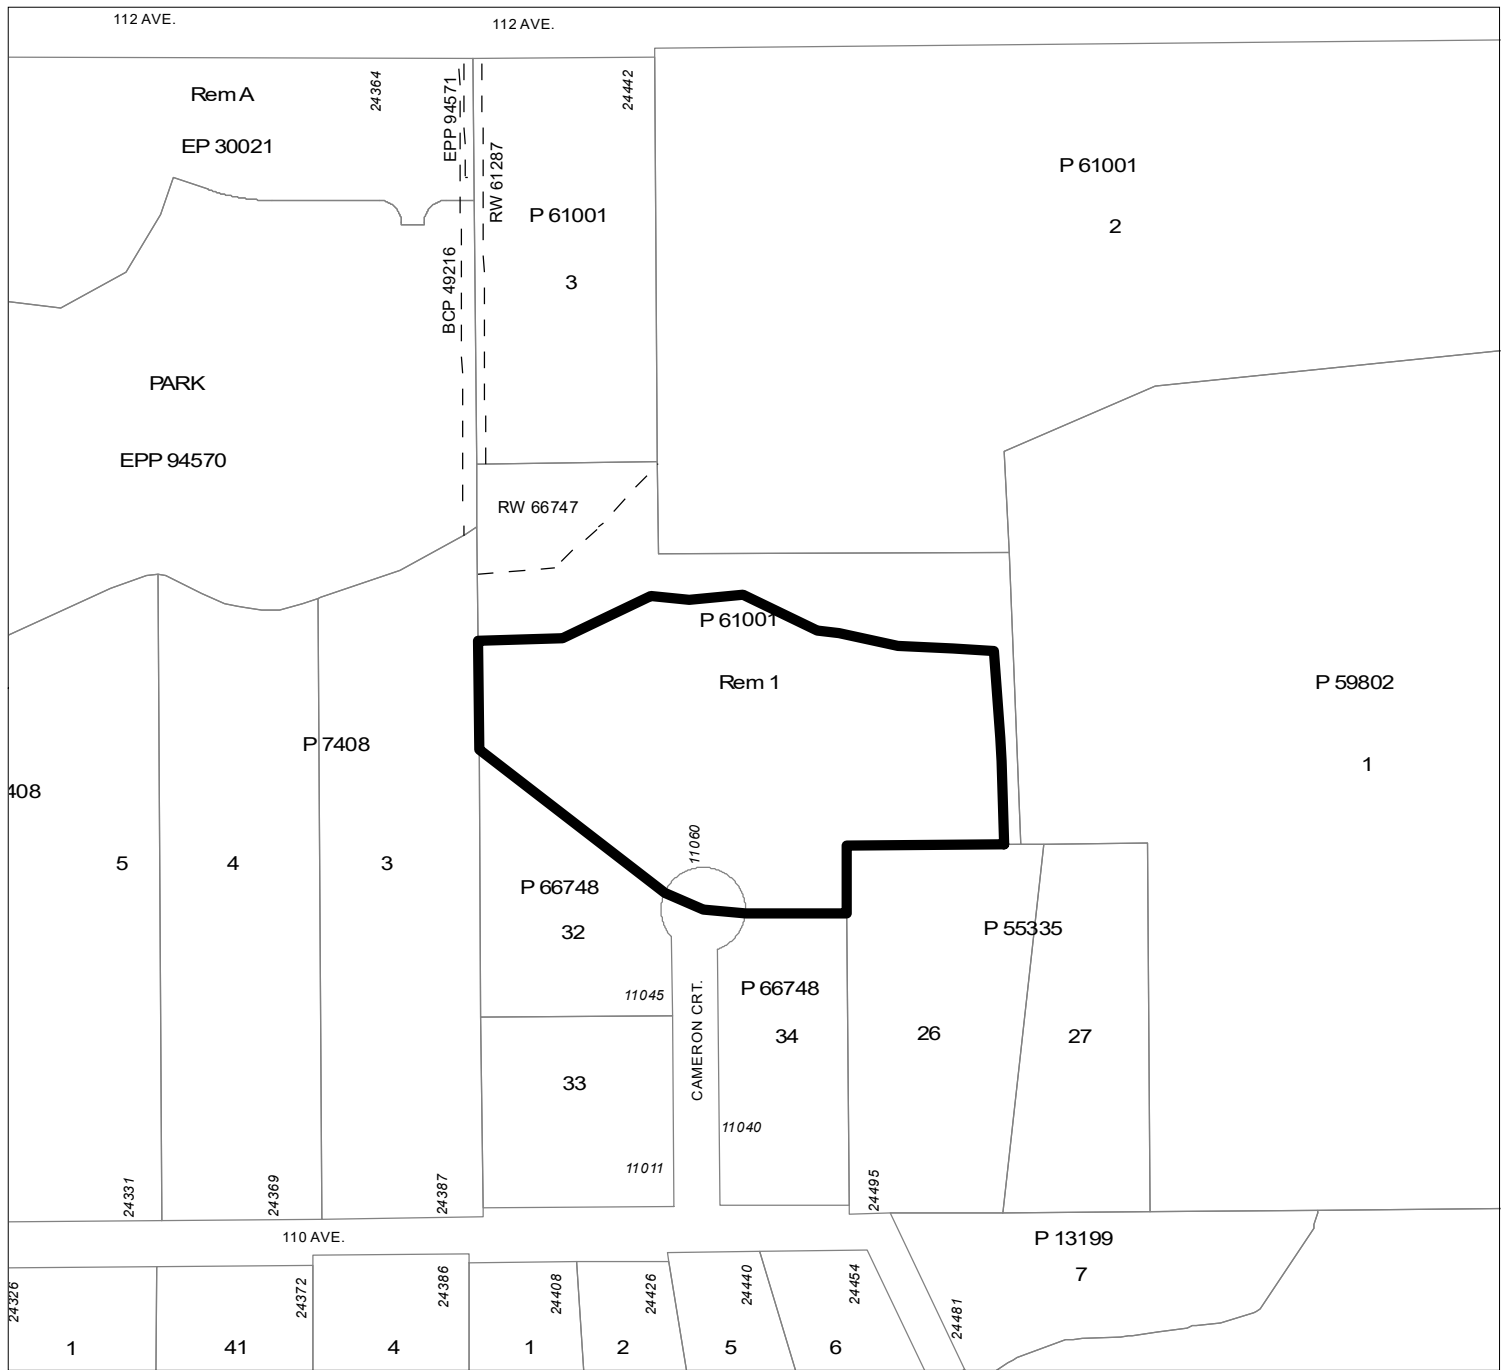 112 AVE.
112 AVE.
Rem A
24364
EPP 94571
24442
EP 30021
RW 61287
P 61001
3
P 61001
2
BCP 49216
PARK
EPP 94570
RW 66747
P 61001
Rem 1
P 59802
1
P 7408
408
5
4
3
11060
P 66748
32
11045
P 55335
CAMERON CRT.
P 66748
34
26
27
33
11040
11011
24331
24369
24387
24495
110 AVE.
P 13199
7
24326
24372
24386
24408
24426
24440
24454
24481
1
41
4
1
2
5
6